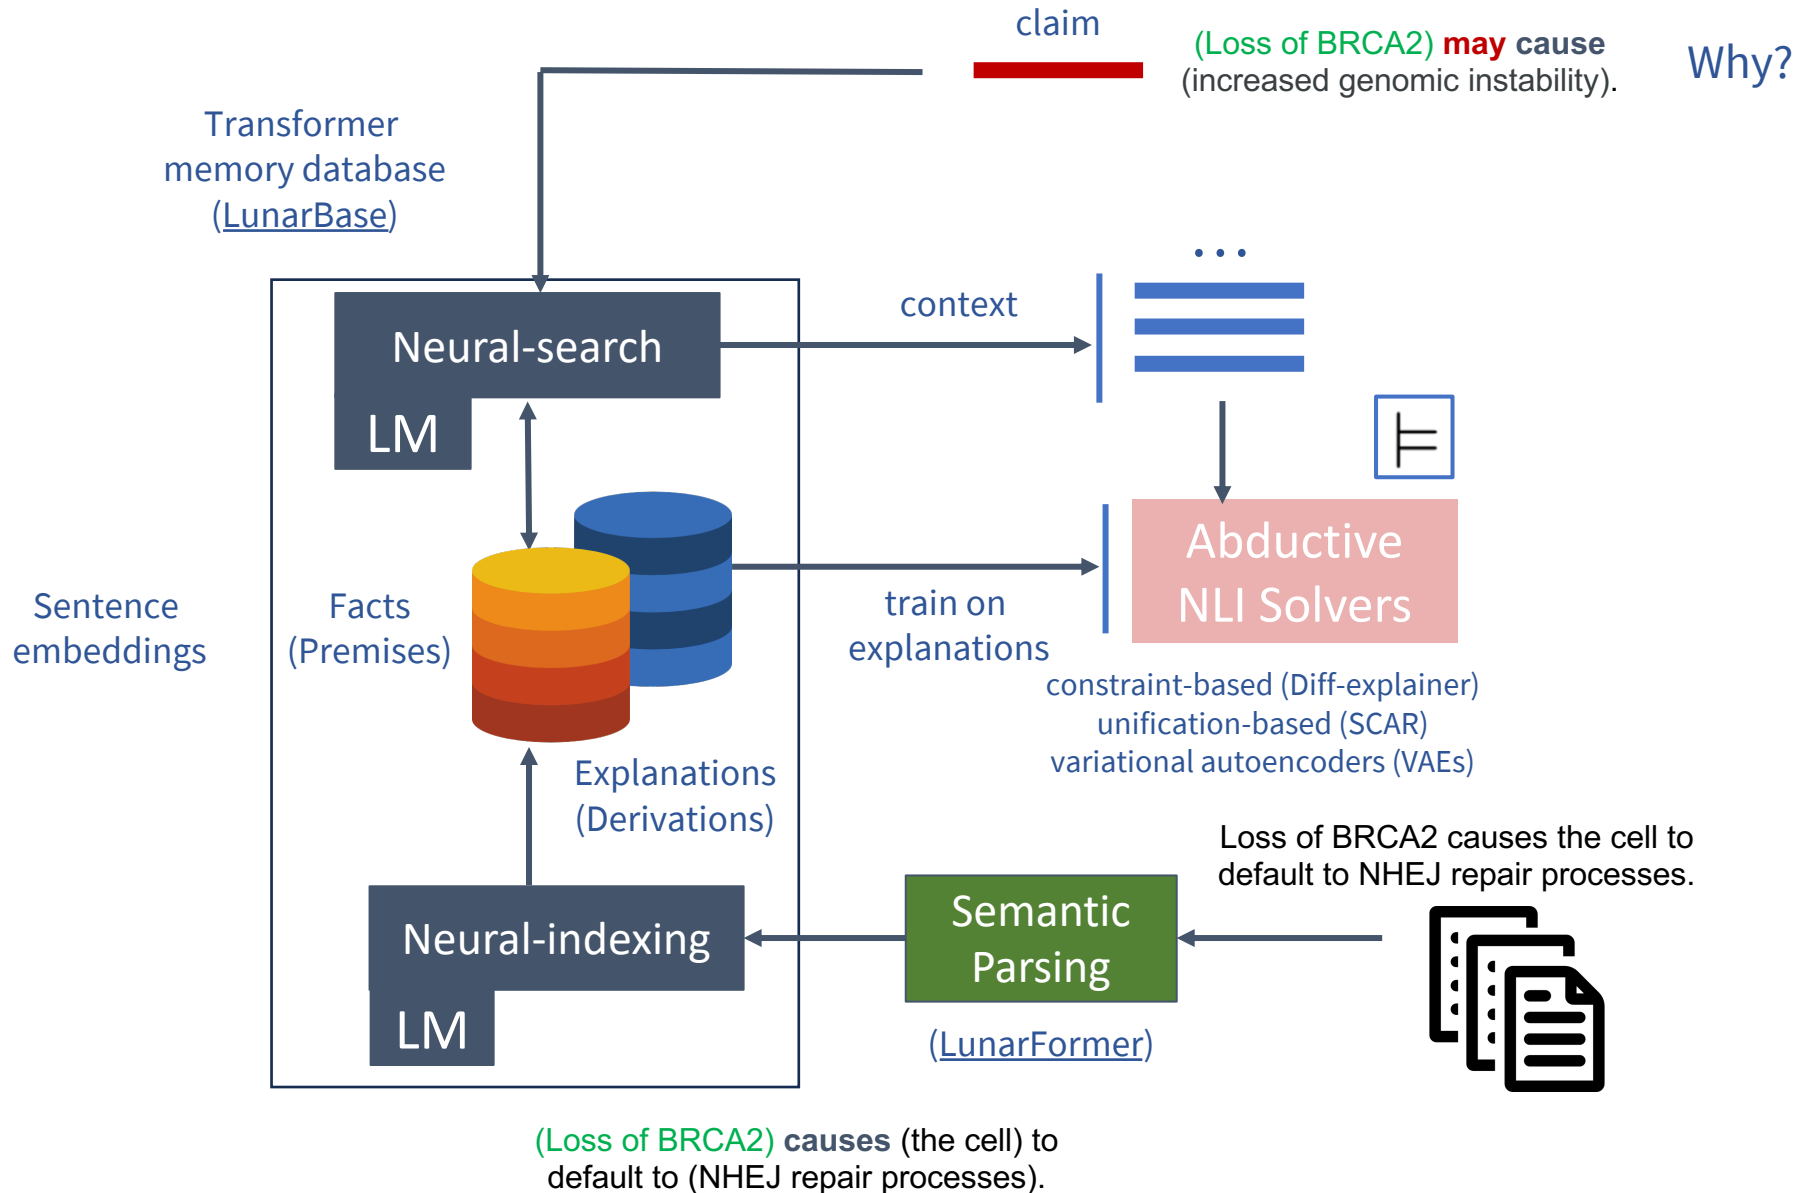 claim
(Loss of BRCA2) may cause
(increased genomic instability).
Why?
Transformer
memory database
(LunarBase)
...
Neural-search
LM
context
Sentence
embeddings
Facts
(Premises)
train on
explanations
Abductive
NLI Solvers
constraint-based (Diff-explainer)
unification-based (SCAR)
variational autoencoders (VAEs)
Explanations
(Derivations)
Loss of BRCA2 causes the cell to
default to NHEJ repair processes.
Neural-indexing
LM
Semantic
Parsing
(LunarFormer)
(Loss of BRCA2) causes (the cell) to
default to (NHEJ repair processes).